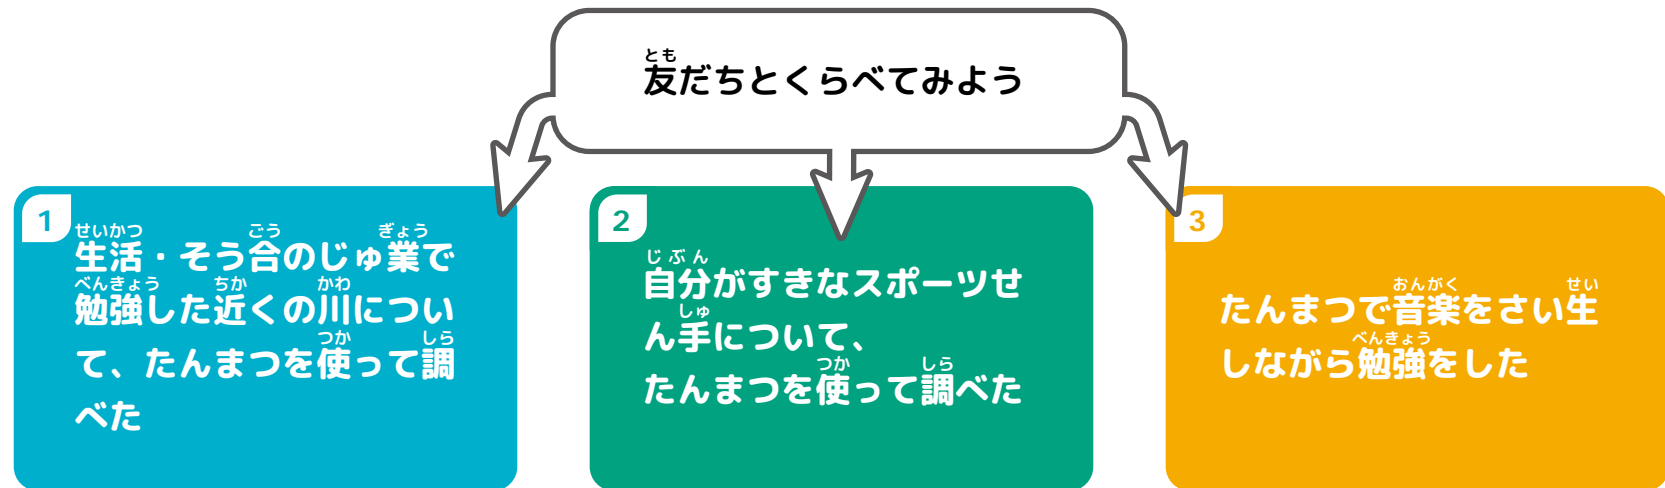 とも
友だちとくらべてみよう
1
せいかつ ごう ぎょう
生活・そう合のじゅ業で
べんきょう ちか かわ
勉強した近くの川につい
つか しら
て、たんまつを使って調
べた
2
じぶん
自分がすきなスポーツせ
しゅ
ん手について、
つか しら
たんまつを使って調べた
3
おんがく せい
たんまつで音楽をさい生
べんきょう
しながら勉強をした